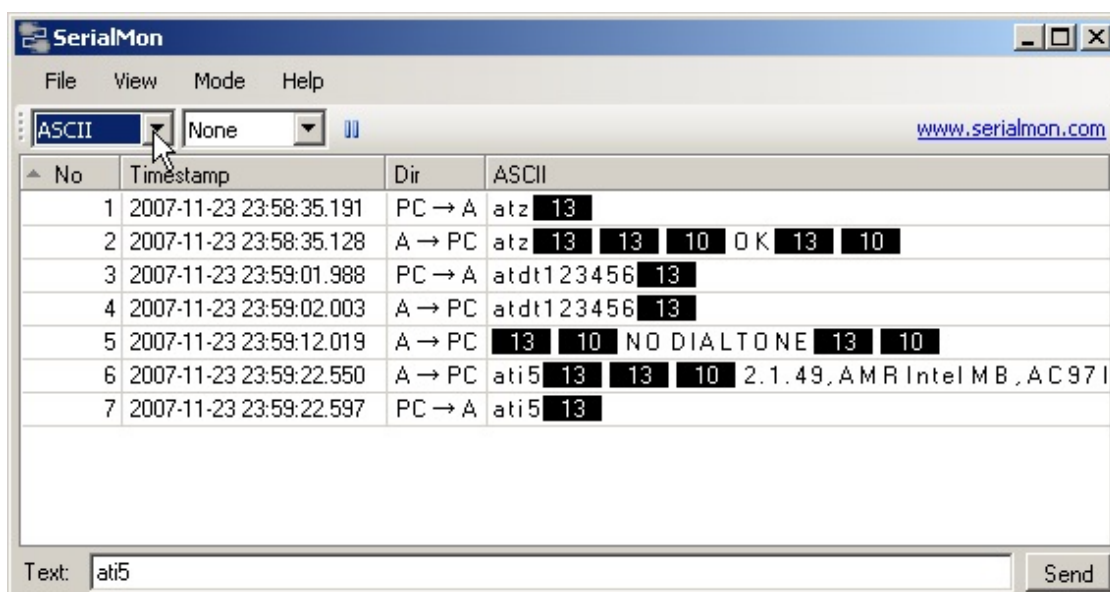 SerialMon
File View Mode Help
ASCII None www.serialmon.com
No Timestamp Dir ASCII
1 2007-11-23 23:58:35.191 PC → A atz 13
2 2007-11-23 23:58:35.128 A → PC atz 13 13 10 OK 13 10
3 2007-11-23 23:59:01.988 PC → A atdt123456 13
4 2007-11-23 23:59:02.003 A → PC atdt123456 13
5 2007-11-23 23:59:12.019 A → PC 13 10 NO DIALTONE 13 10
6 2007-11-23 23:59:22.550 A → PC ati5 13 13 10 2.1.49,AMR Intel MB,AC97
7 2007-11-23 23:59:22.597 PC → A ati5 13
Text: ati5 Send